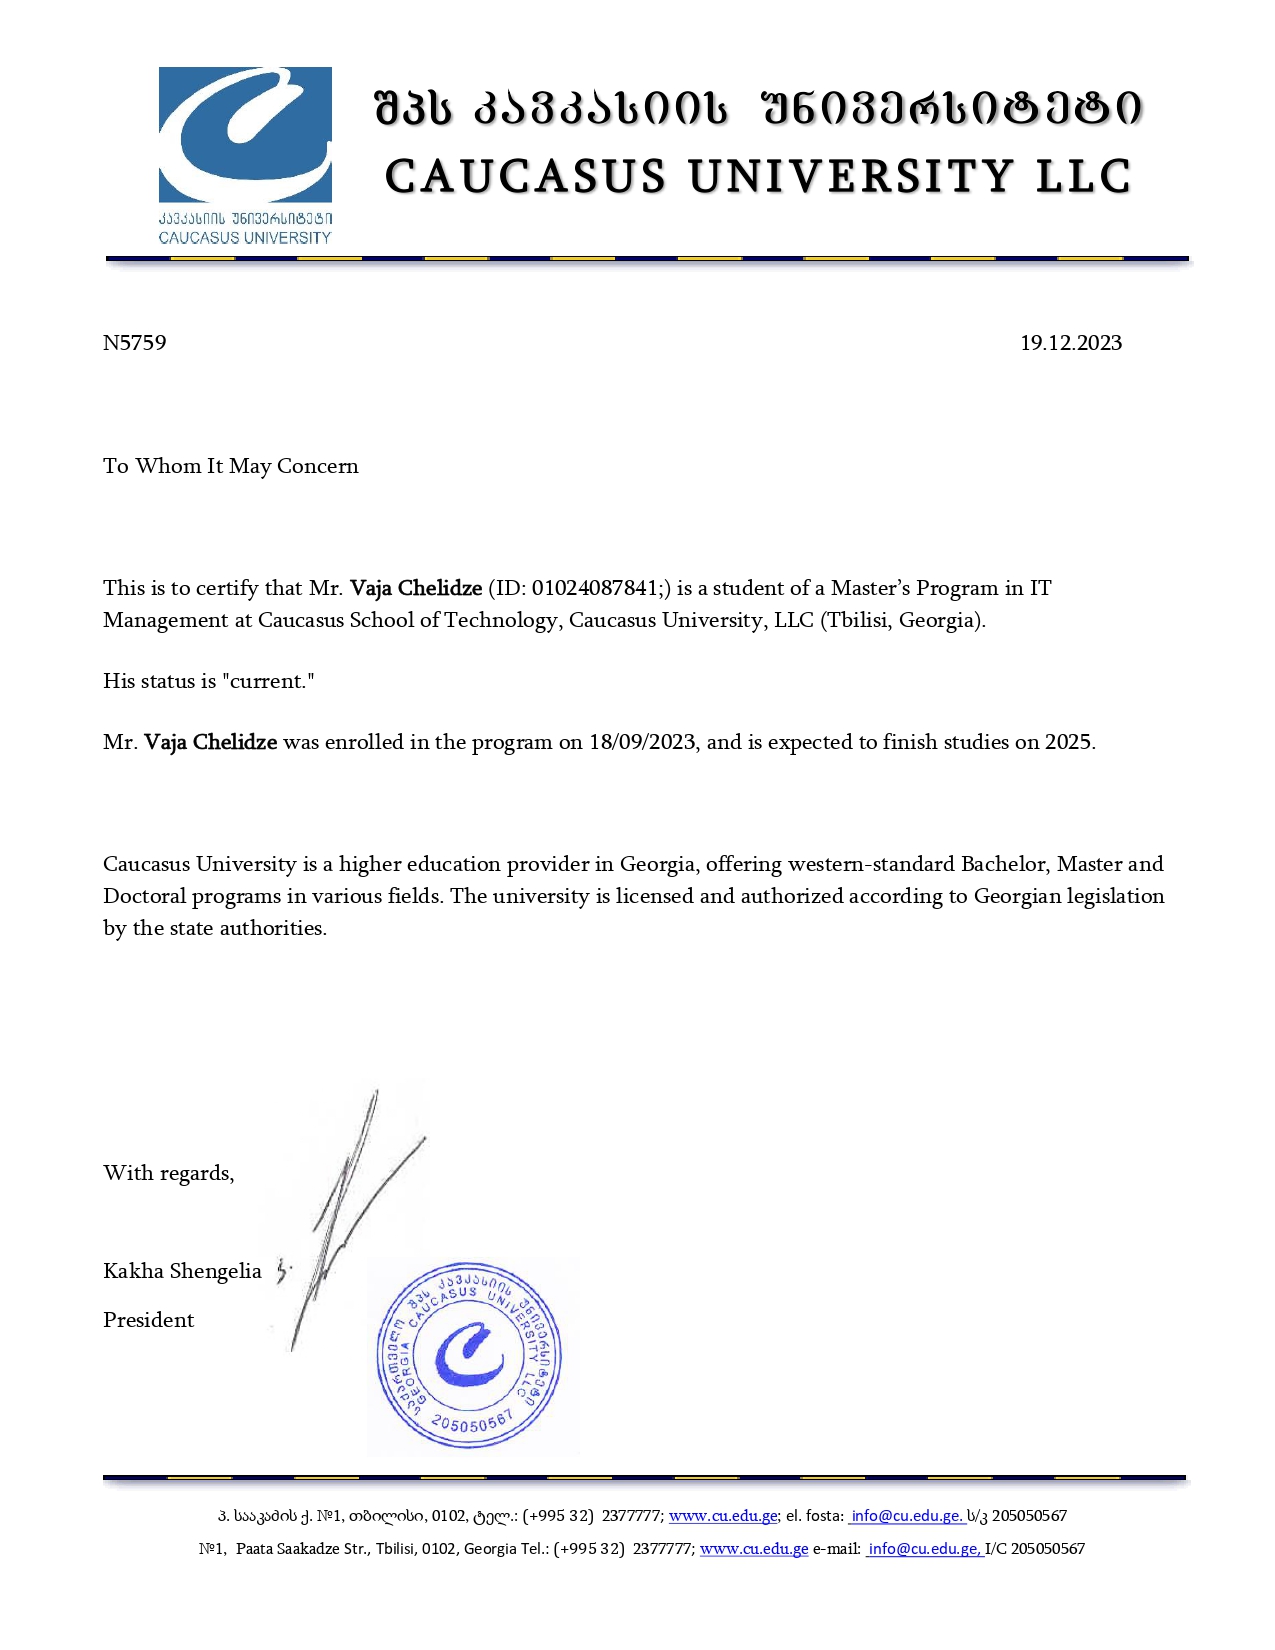 შპს კავკასიის უნივერსიტეტი
CAUCASUS UNIVERSITY LLC
კავკასიის უნივერსიტეტი
CAUCASUS UNIVERSITY
N5759 19.12.2023
To Whom It May Concern
This is to certify that Mr. Vaja Chelidze (ID: 01024087841;) is a student of a Master’s Program in IT
Management at Caucasus School of Technology, Caucasus University, LLC (Tbilisi, Georgia).
His status is "current."
Mr. Vaja Chelidze was enrolled in the program on 18/09/2023, and is expected to finish studies on 2025.
Caucasus University is a higher education provider in Georgia, offering western-standard Bachelor, Master and
Doctoral programs in various fields. The university is licensed and authorized according to Georgian legislation
by the state authorities.
With regards,
Kakha Shengelia
President
საქართველო შპს კავკასიის უნივერსიტეტი
GEORGIA CAUCASUS UNIVERSITY LLC
205050567
პ. სააკაძის ქ. №1, თბილისი, 0102, ტელ.: (+995 32) 2377777; www.cu.edu.ge; el. fosta: info@cu.edu.ge. ს/კ 205050567
№1, Paata Saakadze Str., Tbilisi, 0102, Georgia Tel.: (+995 32) 2377777; www.cu.edu.ge e-mail: info@cu.edu.ge, I/C 205050567